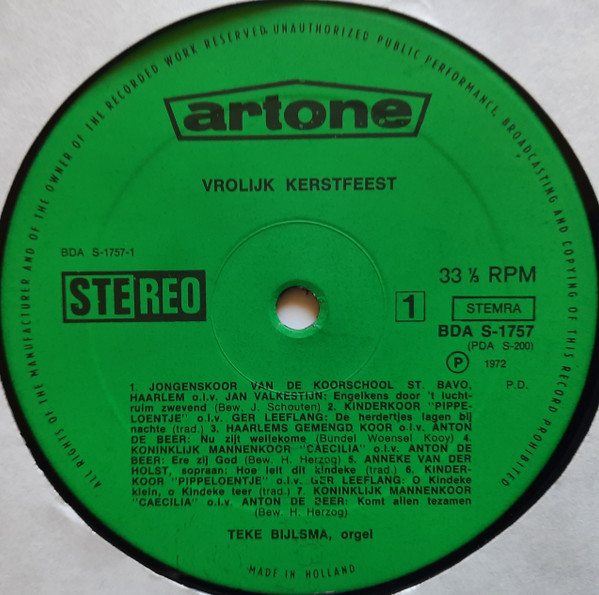 ALL RIGHTS OF THE MANUFACTURER AND OF THE OWNER OF THE RECORDED WORK RESERVED, UNAUTHORIZED PUBLIC PERFORMANCE, BROADCASTING AND COPYING OF THIS RECORD PROHIBITED.
artone
VROLIJK KERSTFEEST
BDA S-1757-1
STEREO
33 ⅓ RPM
1
STEMRA
BDA S-1757
(PDA S-200)
P 1972
1. JONGENSKOOR VAN DE KOORSCHOOL ST. BAVO, P.D.
HAARLEM o.l.v. JAN VALKESTIJN: Engelkens door 't lucht-
ruim zwevend (Bew. J. Schouten) 2. KINDERKOOR "PIPPE-
LOENTJE" o.l.v. GER LEEFLANG: De herdertjes lagen bij
nachte (trad.) 3. HAARLEMS GEMENGD KOOR o.l.v. ANTON
DE BEER: Nu zijt wellekome (Bundel Woensel Kooy) 4.
KONINKLIJK MANNENKOOR "CAECILIA" o.l.v. ANTON DE
BEER: Ere zij God (Bew. H. Herzog) 5. ANNEKE VAN DER
HOLST, sopraan: Hoe leit dit kindeke (trad.) 6. KINDER-
KOOR "PIPPELOENTJE" o.l.v. GER LEEFLANG: O Kindeke
klein, o Kindeke teer (trad.) 7. KONINKLIJK MANNENKOOR
"CAECILIA" o.l.v. ANTON DE BEER: Komt allen tezamen
(Bew. H. Herzog)
TEKE BIJLSMA, orgel
MADE IN HOLLAND